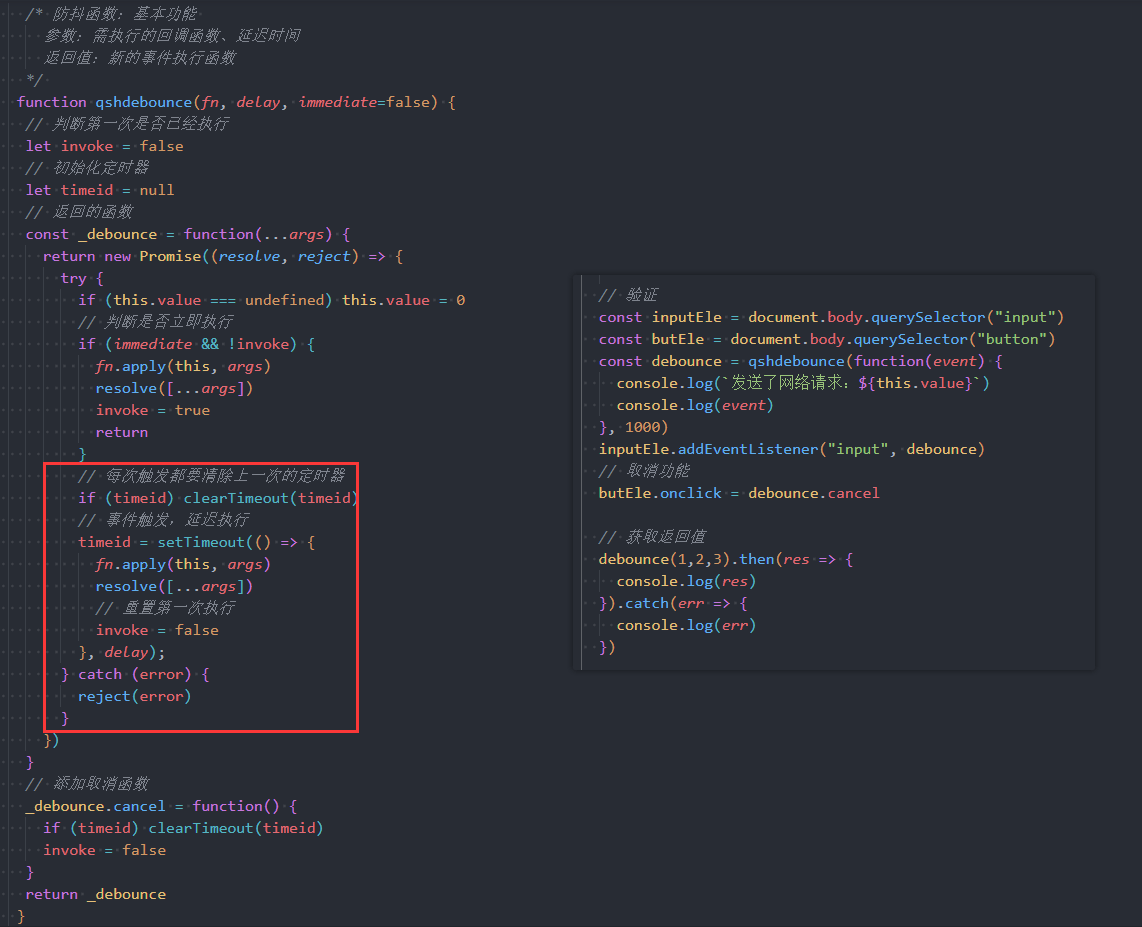 /* 防抖函数：基本功能
参数：需执行的回调函数、延迟时间
返回值：新的事件执行函数
*/
function qshdebounce(fn, delay, immediate=false) {
// 判断第一次是否已经执行
let invoke = false
// 初始化定时器
let timeid = null
// 返回的函数
const _debounce = function(...args) {
return new Promise((resolve, reject) => {
try {
if (this.value === undefined) this.value = 0
// 判断是否立即执行
if (immediate && !invoke) {
fn.apply(this, args)
resolve([...args])
invoke = true
return
}
// 每次触发都要清除上一次的定时器
if (timeid) clearTimeout(timeid)
// 事件触发，延迟执行
timeid = setTimeout(() => {
fn.apply(this, args)
resolve([...args])
// 重置第一次执行
invoke = false
}, delay);
} catch (error) {
reject(error)
}
})
}
// 添加取消函数
_debounce.cancel = function() {
if (timeid) clearTimeout(timeid)
invoke = false
}
return _debounce
}
// 验证
const inputEle = document.body.querySelector("input")
const butEle = document.body.querySelector("button")
const debounce = qshdebounce(function(event) {
console.log(`发送了网络请求：${this.value}`)
console.log(event)
}, 1000)
inputEle.addEventListener("input", debounce)
// 取消功能
butEle.onclick = debounce.cancel
// 获取返回值
debounce(1,2,3).then(res => {
console.log(res)
}).catch(err => {
console.log(err)
})